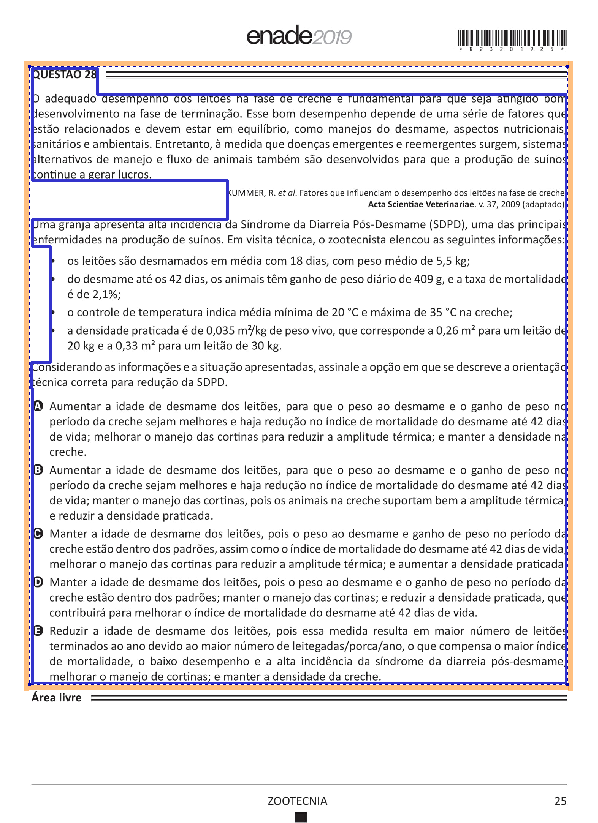 enade2019
QUESTÃO 28
O adequado desempenho dos leitões na fase de creche é fundamental para que seja atingido bom
desenvolvimento na fase de terminação. Esse bom desempenho depende de uma série de fatores que
estão relacionados e devem estar em equilíbrio, como manejos do desmame, aspectos nutricionais,
sanitários e ambientais. Entretanto, à medida que doenças emergentes e reemergentes surgem, sistemas
alternativos de manejo e fluxo de animais também são desenvolvidos para que a produção de suínos
continue a gerar lucros.
KUMMER, R. et al. Fatores que influenciam o desempenho dos leitões na fase de creche.
Acta Scientiae Veterinariae. v. 37, 2009 (adaptado).
Uma granja apresenta alta incidência da Síndrome da Diarreia Pós-Desmame (SDPD), uma das principais
enfermidades na produção de suínos. Em visita técnica, o zootecnista elencou as seguintes informações:
• os leitões são desmamados em média com 18 dias, com peso médio de 5,5 kg;
• do desmame até os 42 dias, os animais têm ganho de peso diário de 409 g, e a taxa de mortalidade
é de 2,1%;
• o controle de temperatura indica média mínima de 20 °C e máxima de 35 °C na creche;
• a densidade praticada é de 0,035 m²/kg de peso vivo, que corresponde a 0,26 m² para um leitão de
20 kg e a 0,33 m² para um leitão de 30 kg.
Considerando as informações e a situação apresentadas, assinale a opção em que se descreve a orientação
técnica correta para redução da SDPD.
A Aumentar a idade de desmame dos leitões, para que o peso ao desmame e o ganho de peso no
período da creche sejam melhores e haja redução no índice de mortalidade do desmame até 42 dias
de vida; melhorar o manejo das cortinas para reduzir a amplitude térmica; e manter a densidade na
creche.
B Aumentar a idade de desmame dos leitões, para que o peso ao desmame e o ganho de peso no
período da creche sejam melhores e haja redução no índice de mortalidade do desmame até 42 dias
de vida; manter o manejo das cortinas, pois os animais na creche suportam bem a amplitude térmica;
e reduzir a densidade praticada.
C Manter a idade de desmame dos leitões, pois o peso ao desmame e ganho de peso no período da
creche estão dentro dos padrões, assim como o índice de mortalidade do desmame até 42 dias de vida;
melhorar o manejo das cortinas para reduzir a amplitude térmica; e aumentar a densidade praticada.
D Manter a idade de desmame dos leitões, pois o peso ao desmame e o ganho de peso no período da
creche estão dentro dos padrões; manter o manejo das cortinas; e reduzir a densidade praticada, que
contribuirá para melhorar o índice de mortalidade do desmame até 42 dias de vida.
E Reduzir a idade de desmame dos leitões, pois essa medida resulta em maior número de leitões
terminados ao ano devido ao maior número de leitegadas/porca/ano, o que compensa o maior índice
de mortalidade, o baixo desempenho e a alta incidência da síndrome da diarreia pós-desmame;
melhorar o manejo de cortinas; e manter a densidade da creche.
Área livre
ZOOTECNIA
25